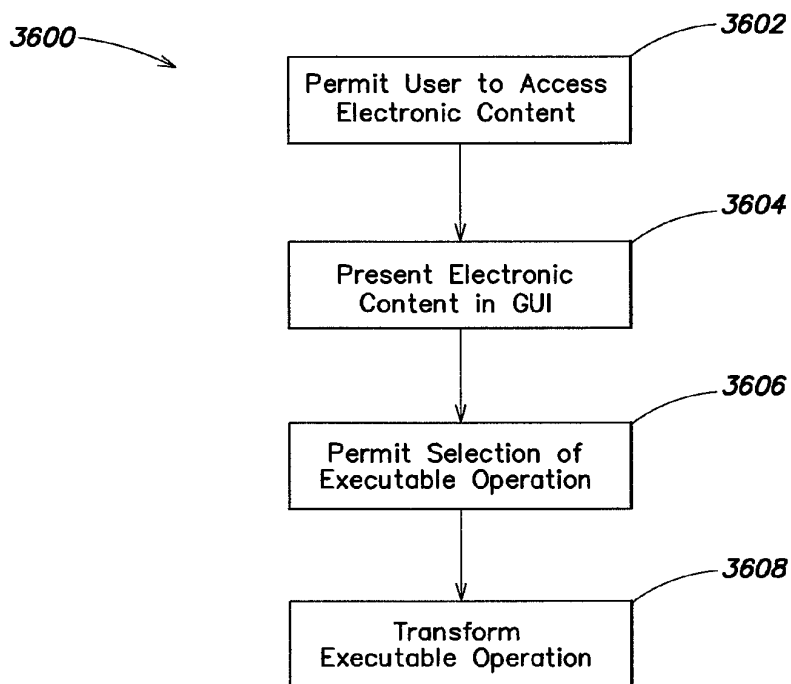 3600
3602
Permit User to Access
Electronic Content
3604
Present Electronic
Content in GUI
3606
Permit Selection of
Executable Operation
3608
Transform
Executable Operation